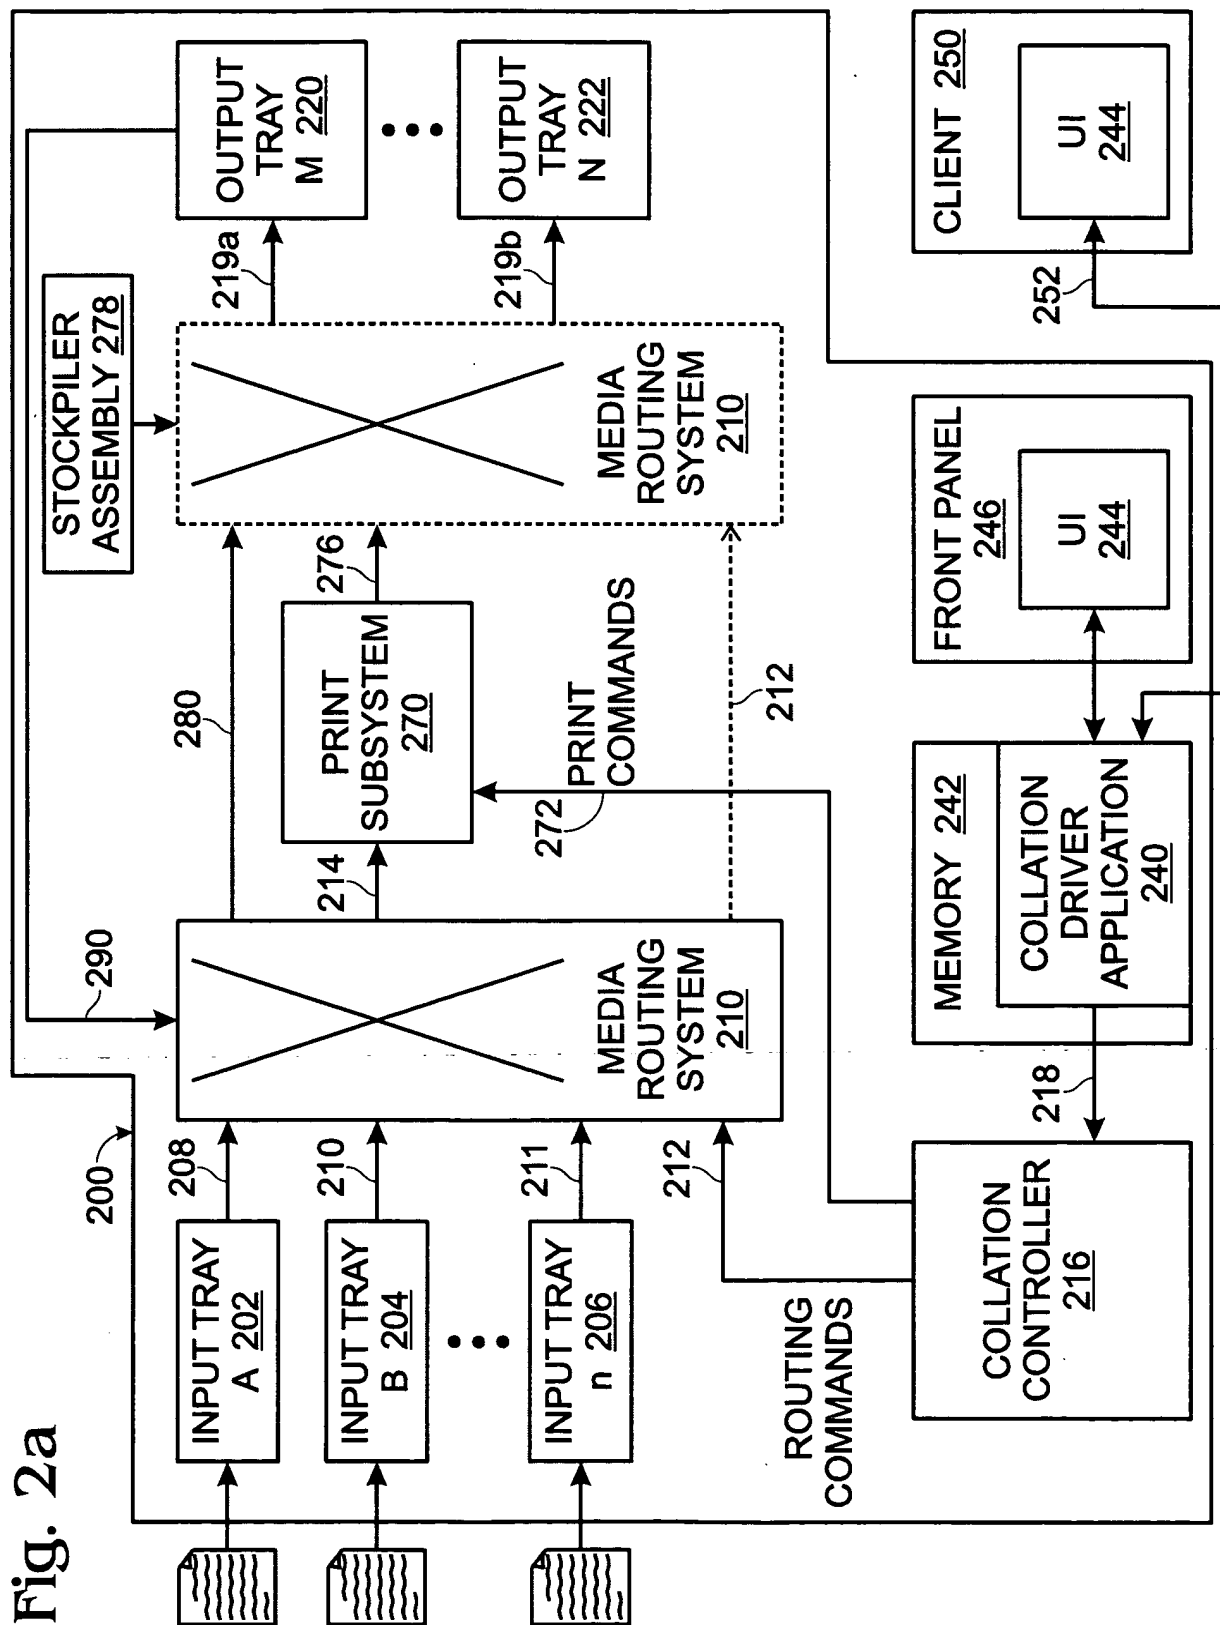 Fig. 2a
200
INPUT TRAY
A 202
INPUT TRAY
B 204
INPUT TRAY
n 206
208
210
211
212
ROUTING
COMMANDS
290
MEDIA
ROUTING
SYSTEM
210
280
214
PRINT
SUBSYSTEM
270
276
272
PRINT
COMMANDS
212
STOCKPILER
ASSEMBLY 278
MEDIA
ROUTING
SYSTEM
210
219a
219b
OUTPUT
TRAY
M 220
OUTPUT
TRAY
N 222
COLLATION
CONTROLLER
216
218
MEMORY 242
COLLATION
DRIVER
APPLICATION
240
FRONT PANEL
246
UI
244
252
CLIENT 250
UI
244